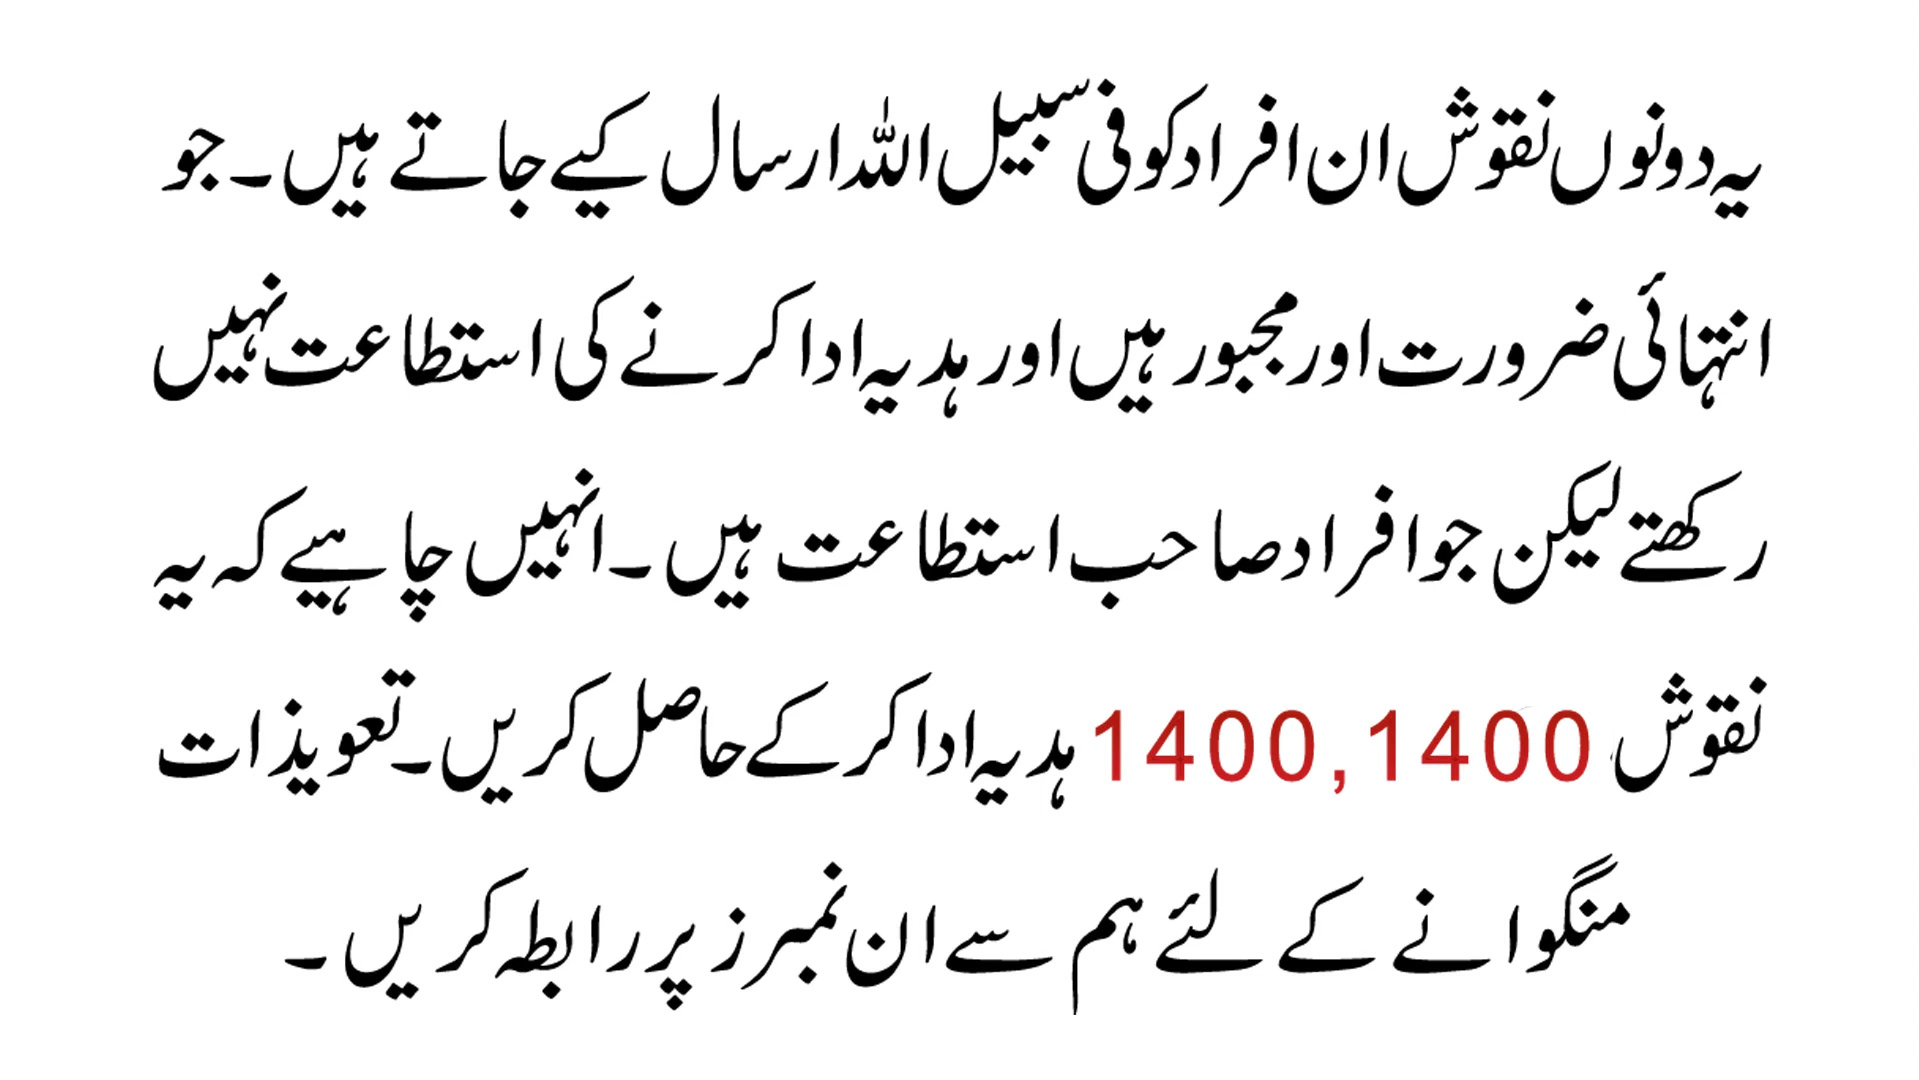 یہ دونوں نقوش ان افراد کو فی سبیل اللہ ارسال کیے جاتے ہیں۔ جو
انتہائی ضرورت اور مجبور ہیں اور ہدیہ ادا کرنے کی استطاعت نہیں
رکھتے لیکن جو افراد صاحب استطاعت ہیں۔ انہیں چاہیے کہ یہ
نقوش 1400,1400 ہدیہ ادا کر کے حاصل کریں۔ تعویذات
منگوانے کے لئے ہم سے ان نمبرز پر رابطہ کریں۔